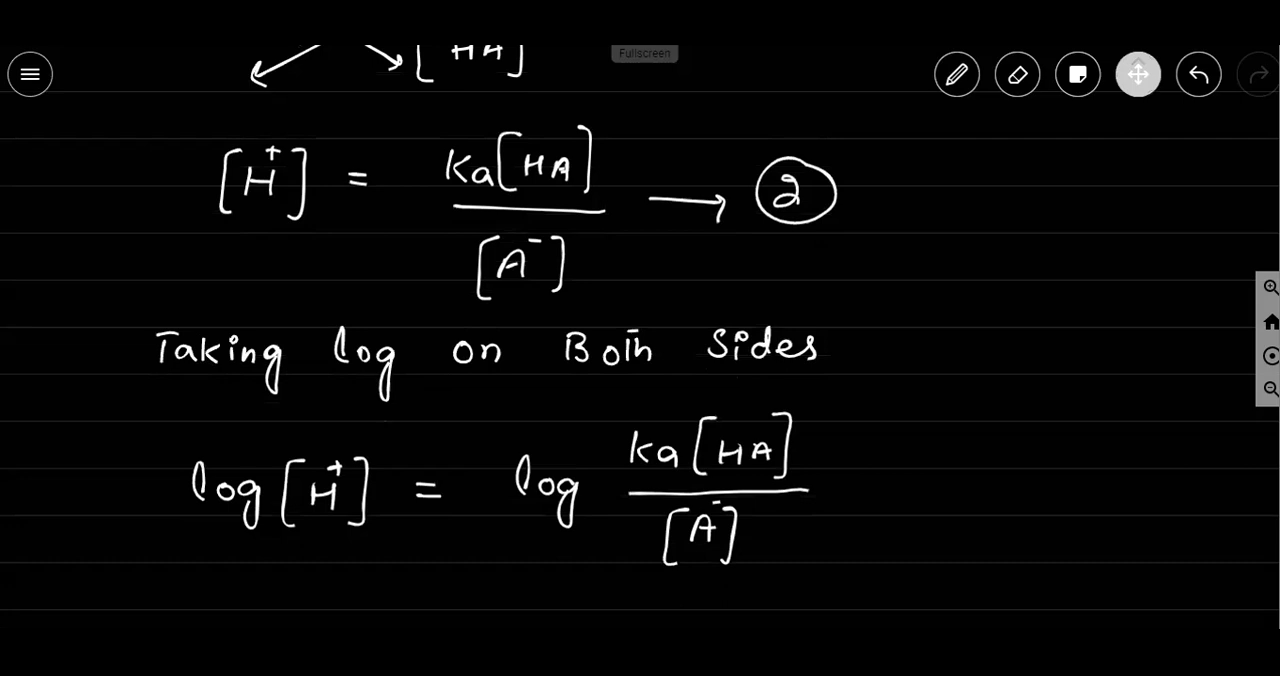 Fullscreen
[HA]
[H⁺] = Ka[HA] / [A⁻] → ②
Taking log on Both Sides
log [H⁺] = log Ka[HA] / [A⁻]